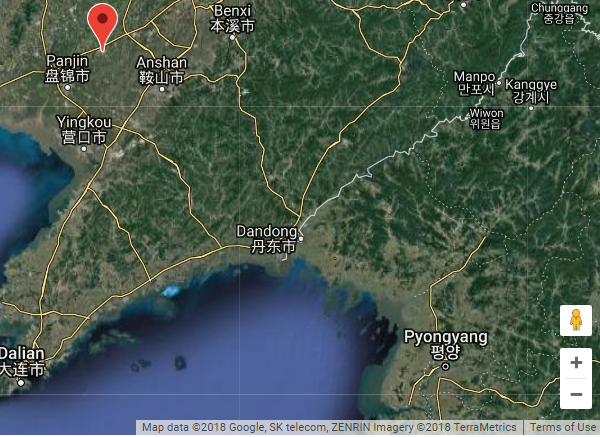 Chunggang
중강읍
Benxi
本溪市
Panjin
盘锦市
Anshan
鞍山市
Manpo
만포시
Kanggye
강계시
Wiwon
위원읍
Yingkou
营口市
Dandong
丹东市
Pyongyang
평양
Dalian
大连市
+
−
Map data ©2018 Google, SK telecom, ZENRIN Imagery ©2018 TerraMetrics
Terms of Use